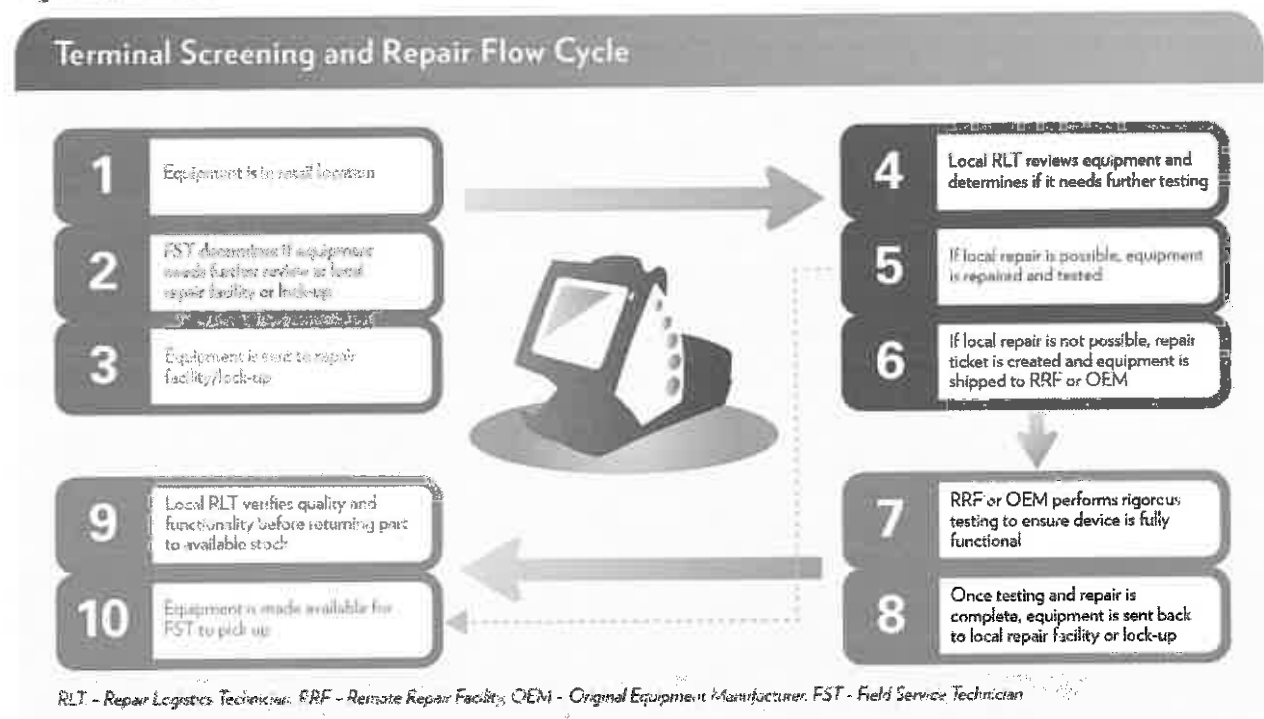 Terminal Screening and Repair Flow Cycle
1
Equipment is in retail location
2
FST determines if equipment
needs further review at local
repair facility or lock-up
3
Equipment is sent to repair
facility/lock-up
4
Local RLT reviews equipment and
determines if it needs further testing
5
If local repair is possible, equipment
is repaired and tested
6
If local repair is not possible, repair
ticket is created and equipment is
shipped to RRF or OEM
7
RRF or OEM performs rigorous
testing to ensure device is fully
functional
8
Once testing and repair is
complete, equipment is sent back
to local repair facility or lock-up
9
Local RLT verifies quality and
functionality before returning part
to available stock
10
Equipment is made available for
FST to pick up
RLT - Repair Logistics Technician, RRF - Remote Repair Facility, OEM - Original Equipment Manufacturer, FST - Field Service Technician